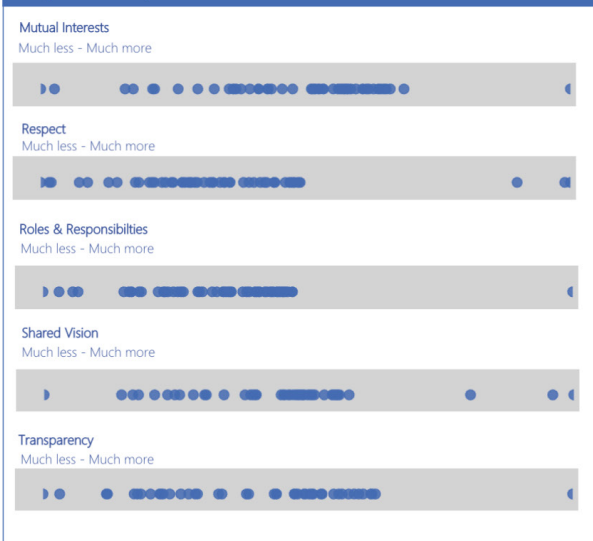 Mutual Interests
Much less - Much more
Respect
Much less - Much more
Roles & Responsibilties
Much less - Much more
Shared Vision
Much less - Much more
Transparency
Much less - Much more